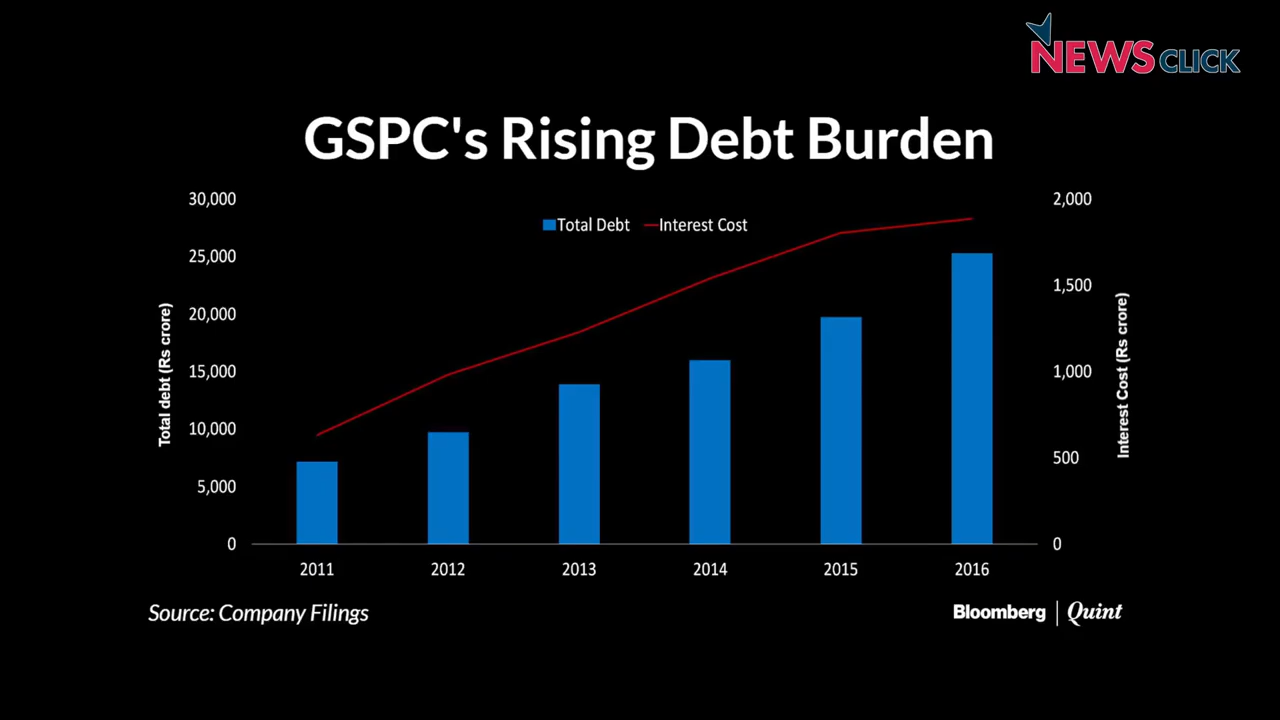 NEWSCLICK
GSPC's Rising Debt Burden
Total Debt
Interest Cost
Total debt (Rs crore)
30,000
25,000
20,000
15,000
10,000
5,000
0
2,000
1,500
1,000
500
0
Interest Cost (Rs crore)
2011 2012 2013 2014 2015 2016
Source: Company Filings
Bloomberg | Quint